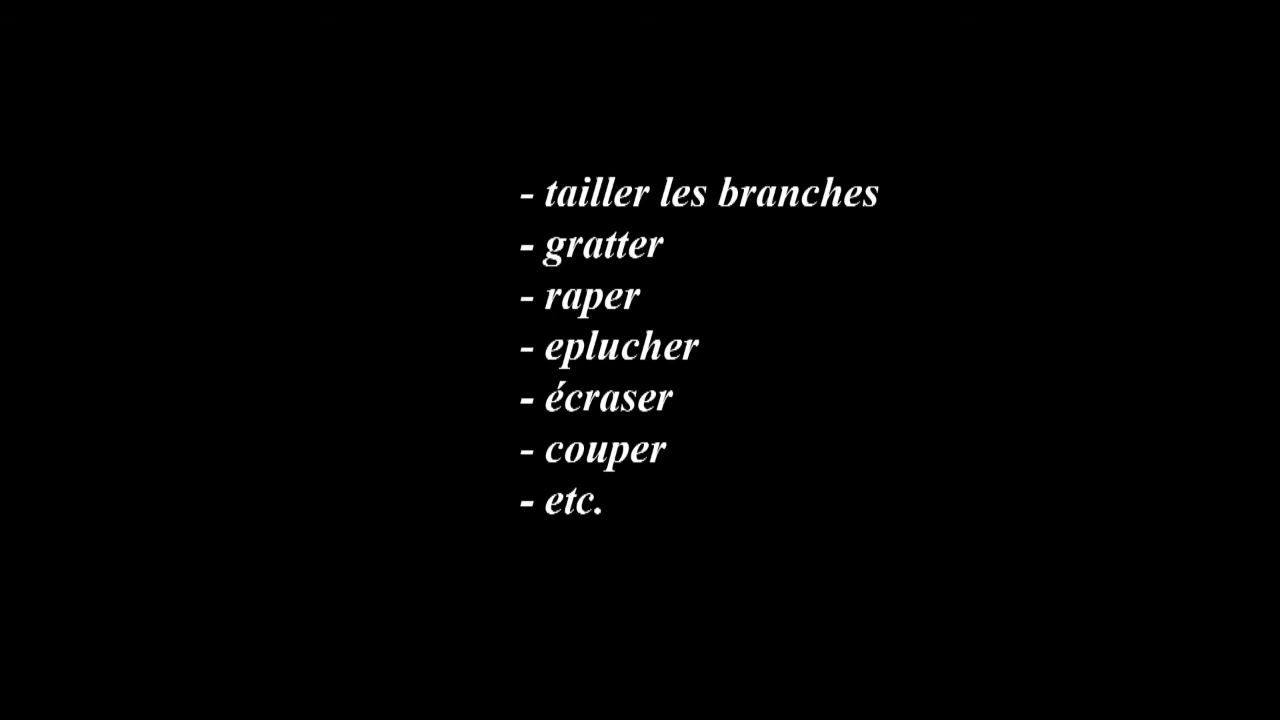 - tailler les branches
- gratter
- raper
- eplucher
- écraser
- couper
- etc.